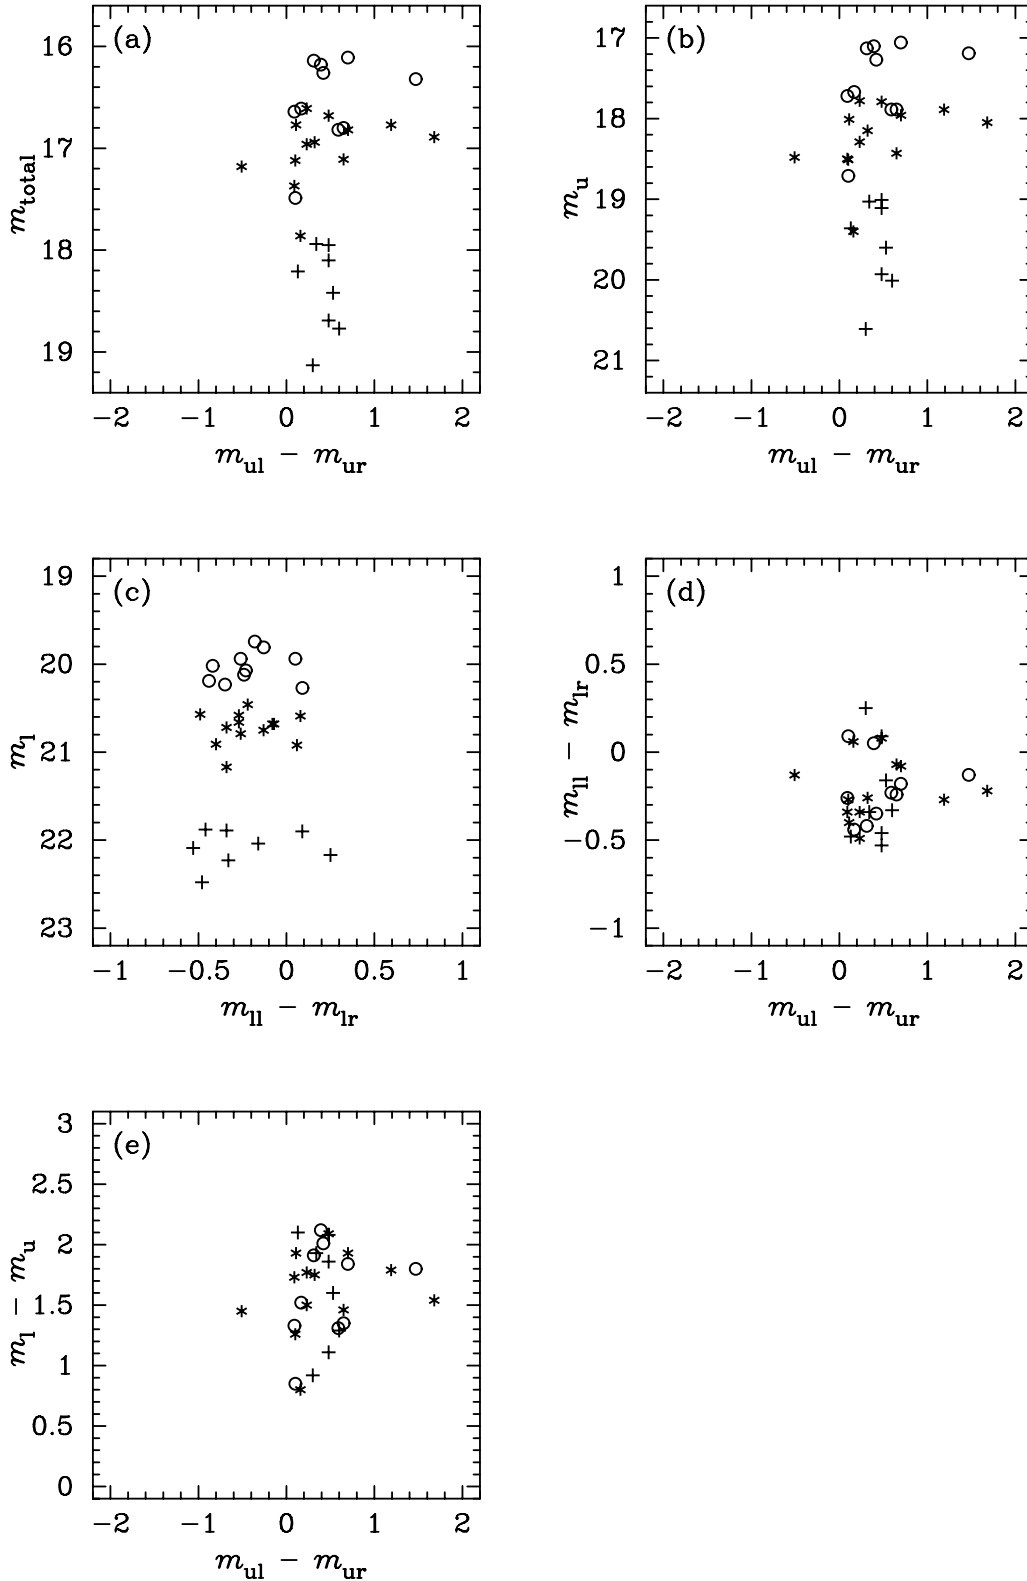 (a)
16
17
18
19
m_total
−2 −1 0 1 2
m_ul − m_ur
(b)
17
18
19
20
21
m_u
−2 −1 0 1 2
m_ul − m_ur
(c)
19
20
21
22
23
m_l
−1 −0.5 0 0.5 1
m_ll − m_lr
(d)
1
0.5
0
−0.5
−1
m_ll − m_lr
−2 −1 0 1 2
m_ul − m_ur
(e)
3
2.5
2
1.5
1
0.5
0
m_l − m_u
−2 −1 0 1 2
m_ul − m_ur